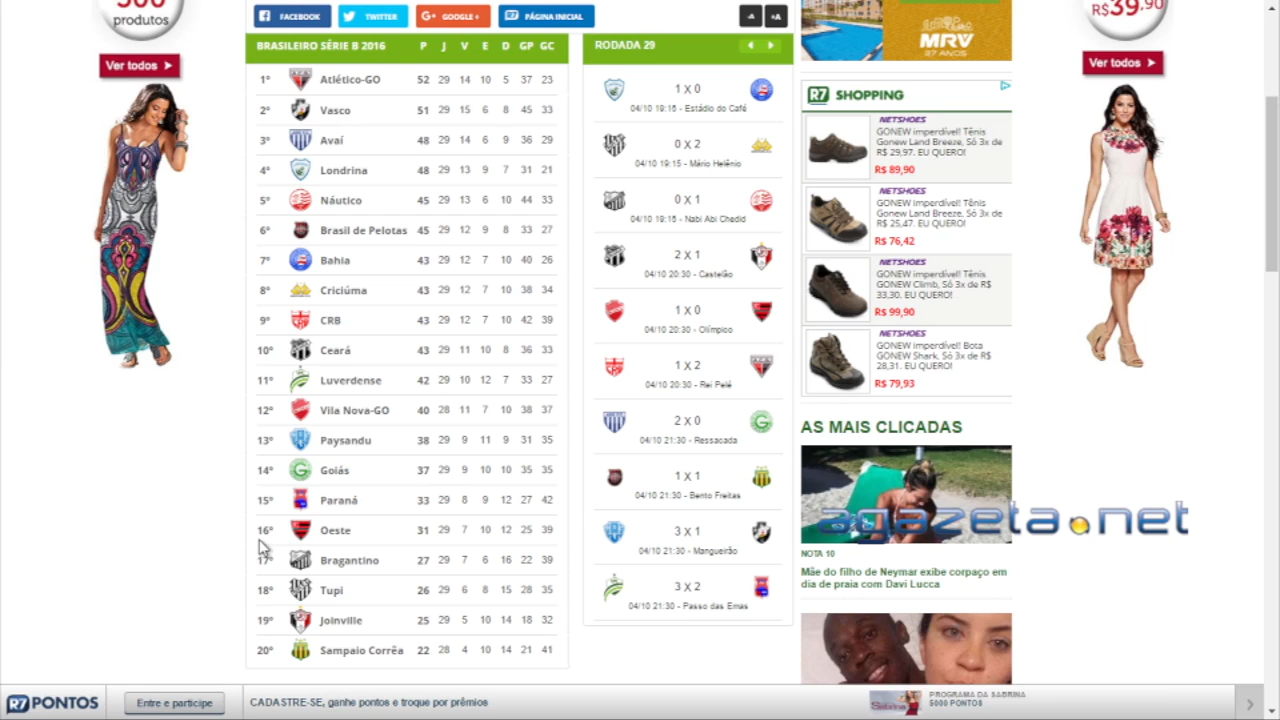 500
produtos
Ver todos
FACEBOOK
TWITTER
G+ GOOGLE +
R7 PÁGINA INICIAL
-A
+A
BRASILEIRO SÉRIE B 2016 P J V E D GP GC
1º Atlético-GO 52 29 14 10 5 37 23
2º Vasco 51 29 15 6 8 45 33
3º Avaí 48 29 14 6 9 36 29
4º Londrina 48 29 13 9 7 31 21
5º Náutico 45 29 13 6 10 44 33
6º Brasil de Pelotas 45 29 12 9 8 33 27
7º Bahia 43 29 12 7 10 40 26
8º Criciúma 43 29 12 7 10 38 34
9º CRB 43 29 12 7 10 42 39
10º Ceará 43 29 11 10 8 36 33
11º Luverdense 42 29 10 12 7 33 27
12º Vila Nova-GO 40 28 11 7 10 38 37
13º Paysandu 38 29 9 11 9 31 35
14º Goiás 37 29 9 10 10 35 35
15º Paraná 33 29 8 9 12 27 42
16º Oeste 31 29 7 10 12 25 39
17º Bragantino 27 29 7 6 16 22 39
18º Tupi 26 29 6 8 15 28 35
19º Joinville 25 29 5 10 14 18 32
20º Sampaio Corrêa 22 28 4 10 14 21 41
RODADA 29
1 X 0
04/10 19:15 - Estádio do Café
0 X 2
04/10 19:15 - Mário Helênio
0 X 1
04/10 19:15 - Nabi Abi Chedid
2 X 1
04/10 20:30 - Castelão
1 X 0
04/10 20:30 - Olímpico
1 X 2
04/10 20:30 - Rei Pelé
2 X 0
04/10 21:30 - Ressacada
1 X 1
04/10 21:30 - Bento Freitas
3 X 1
04/10 21:30 - Mangueirão
3 X 2
04/10 21:30 - Passo das Emas
MRV
37 ANOS
R7 SHOPPING
NETSHOES
GONEW imperdível! Tênis
Gonew Land Breeze, Só 3x de
R$ 29,97. EU QUERO!
R$ 89,90
NETSHOES
GONEW imperdível! Tênis
Gonew Land Breeze, Só 3x de
R$ 25,47. EU QUERO!
R$ 76,42
NETSHOES
GONEW imperdível! Tênis
GONEW Climb, Só 3x de R$
33,30. EU QUERO!
R$ 99,90
NETSHOES
GONEW imperdível! Bota
GONEW Shark, Só 3x de R$
28,31. EU QUERO!
R$ 79,93
AS MAIS CLICADAS
agazeta.net
NOTA 10
Mãe do filho de Neymar exibe corpaço em
dia de praia com Davi Lucca
R$39,90
Ver todos
R7 PONTOS
Entre e participe
CADASTRE-SE, ganhe pontos e troque por prêmios
Sabrina
PROGRAMA DA SABRINA
5000 PONTOS